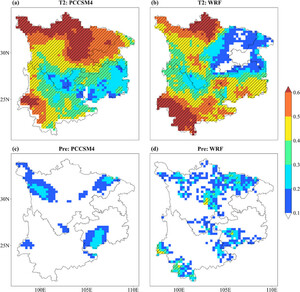 (a) T2: PCCSM4 (b) T2: WRF
30N
25N
0.6
0.5
0.4
0.3
0.2
0.1
(c) Pre: PCCSM4 (d) Pre: WRF
30N
25N
100E 105E 110E 100E 105E 110E